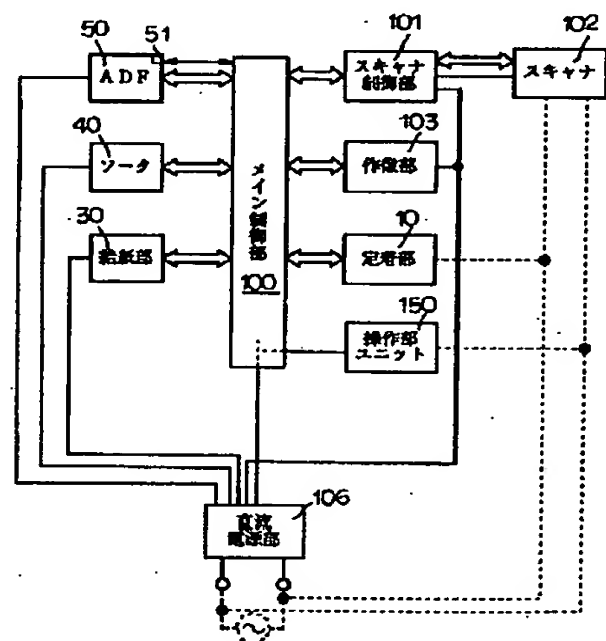 50
51
ADF
101
スキャナ
制御部
102
スキャナ
40
ソータ
103
作像部
30
給紙部
メイン制御部
100
10
定着部
150
操作部
ユニット
106
直流
電源部